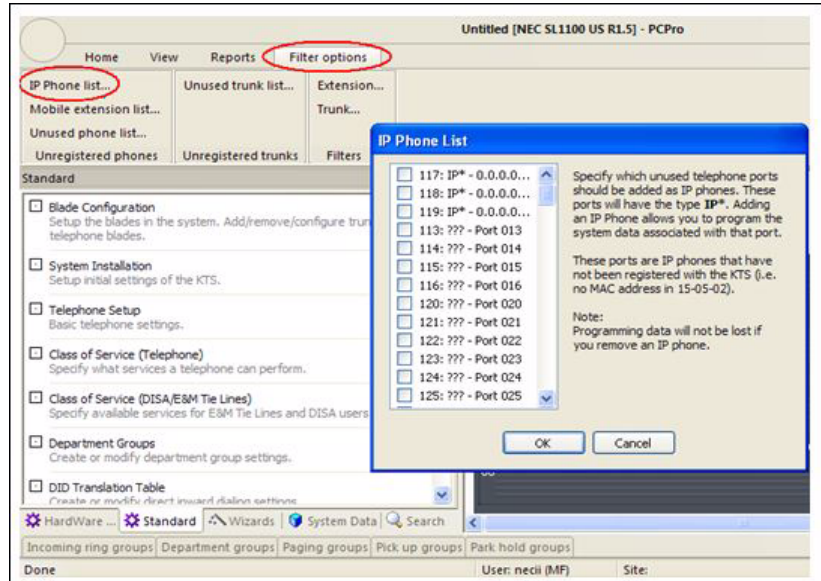 Untitled [NEC SL1100 US R1.5] - PCPro
Home View Reports Filter options
IP Phone list... Unused trunk list... Extension...
Mobile extension list... Trunk...
Unused phone list...
Unregistered phones Unregistered trunks Filters
Standard
Blade Configuration
Setup the blades in the system. Add/remove/configure trun
telephone blades.
System Installation
Setup initial settings of the KTS.
Telephone Setup
Basic telephone settings.
Class of Service (Telephone)
Specify what services a telephone can perform.
Class of Service (DISA/E&M Tie Lines)
Specify available services for E&M Tie Lines and DISA users
Department Groups
Create or modify department group settings.
DID Translation Table
Create or modify direct inward dialing settings
IP Phone List
117: IP* - 0.0.0.0...
118: IP* - 0.0.0.0...
119: IP* - 0.0.0.0...
113: ??? - Port 013
114: ??? - Port 014
115: ??? - Port 015
116: ??? - Port 016
120: ??? - Port 020
121: ??? - Port 021
122: ??? - Port 022
123: ??? - Port 023
124: ??? - Port 024
125: ??? - Port 025
Specify which unused telephone ports
should be added as IP phones. These
ports will have the type IP*. Adding
an IP Phone allows you to program the
system data associated with that port.
These ports are IP phones that have
not been registered with the KTS (i.e.
no MAC address in 15-05-02).
Note:
Programming data will not be lost if
you remove an IP phone.
OK Cancel
HardWare ... Standard Wizards System Data Search
Incoming ring groups Department groups Paging groups Pick up groups Park hold groups
Done User: necii (MF) Site: